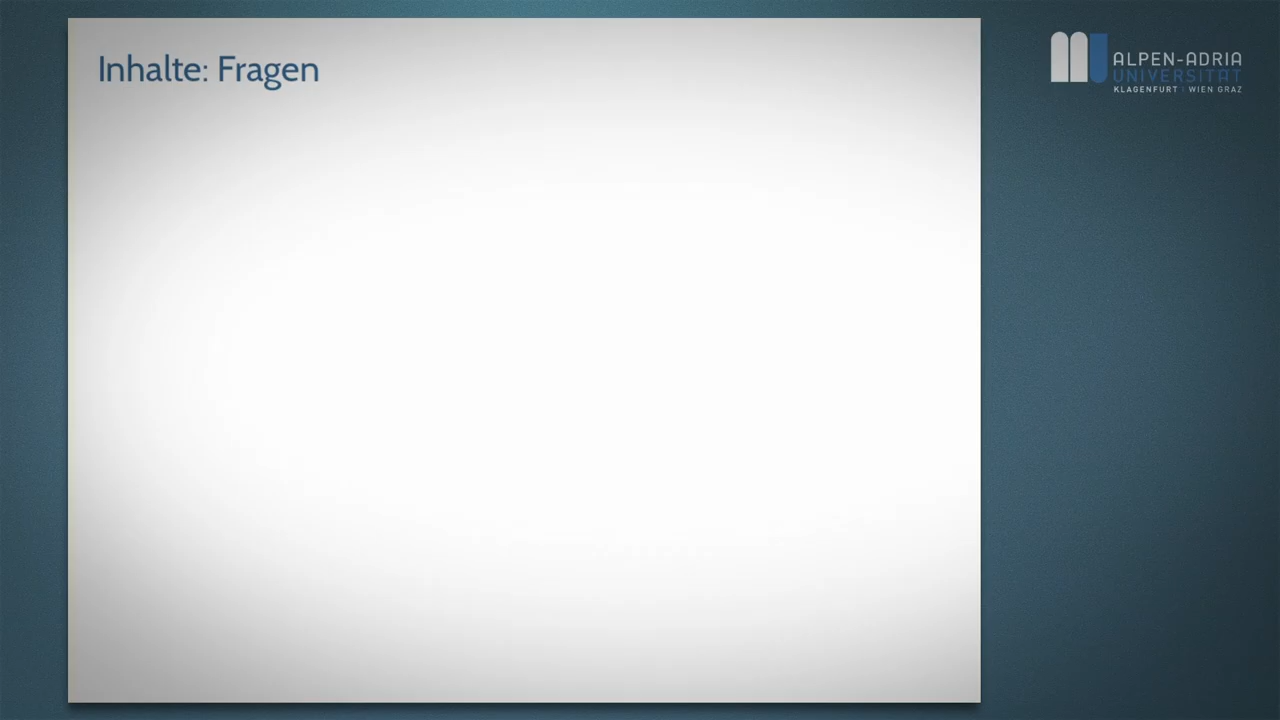 Inhalte: Fragen
ALPEN-ADRIA
UNIVERSITÄT
KLAGENFURT | WIEN GRAZ